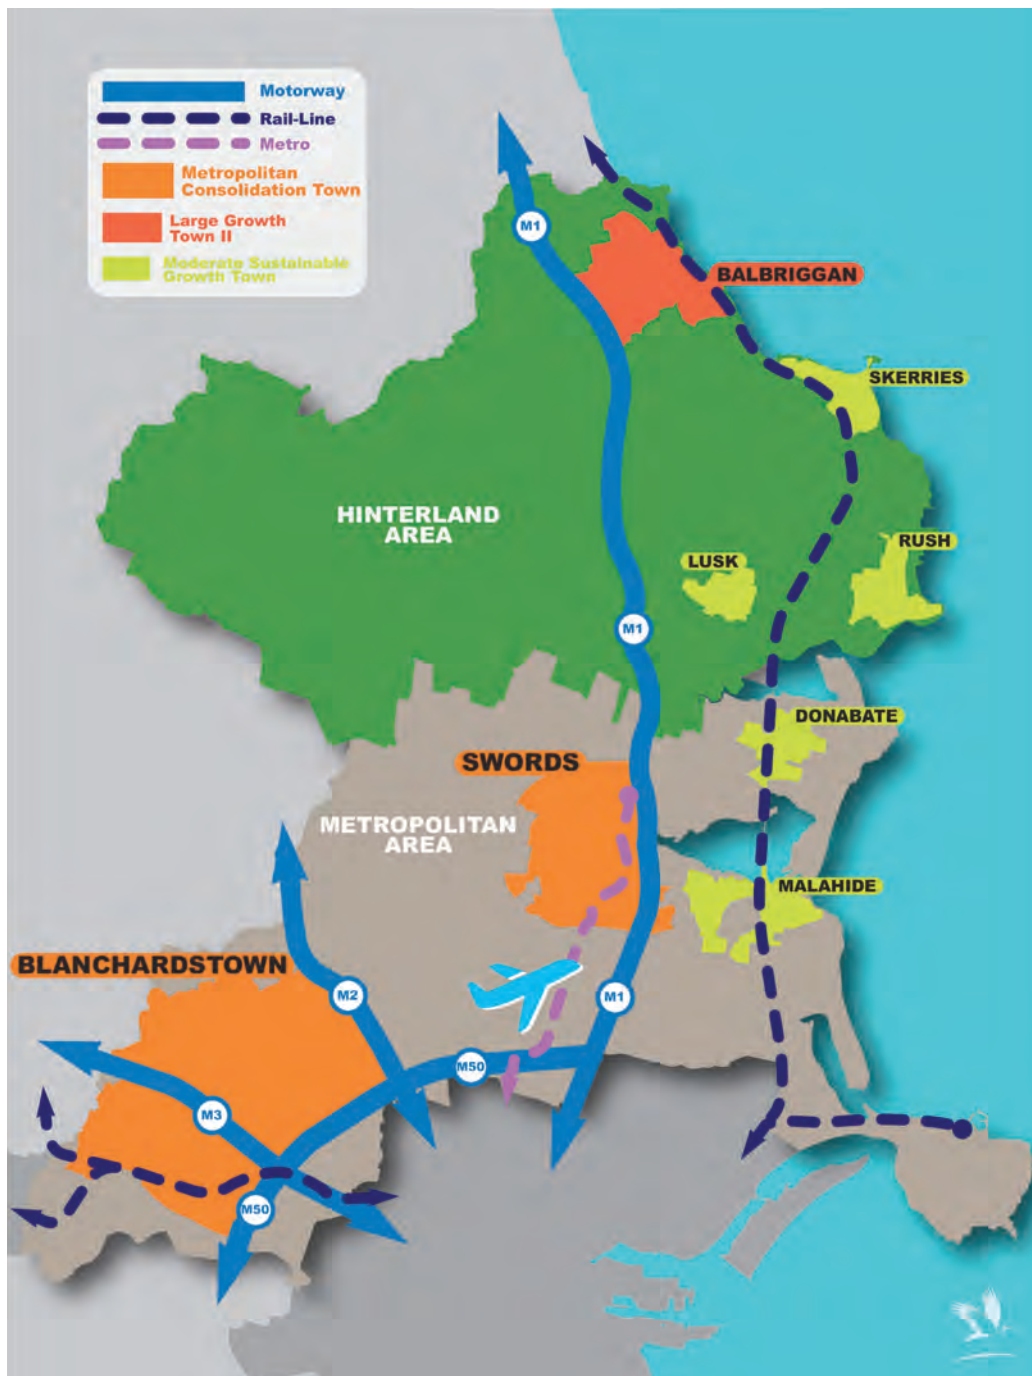 Motorway
Rail-Line
Metro
Metropolitan
Consolidation Town
Large Growth
Town II
Moderate Sustainable
Growth Town
M1
BALBRIGGAN
SKERRIES
HINTERLAND
AREA
RUSH
LUSK
M1
DONABATE
SWORDS
METROPOLITAN
AREA
MALAHIDE
BLANCHARDSTOWN
M2
M1
M50
M3
M50